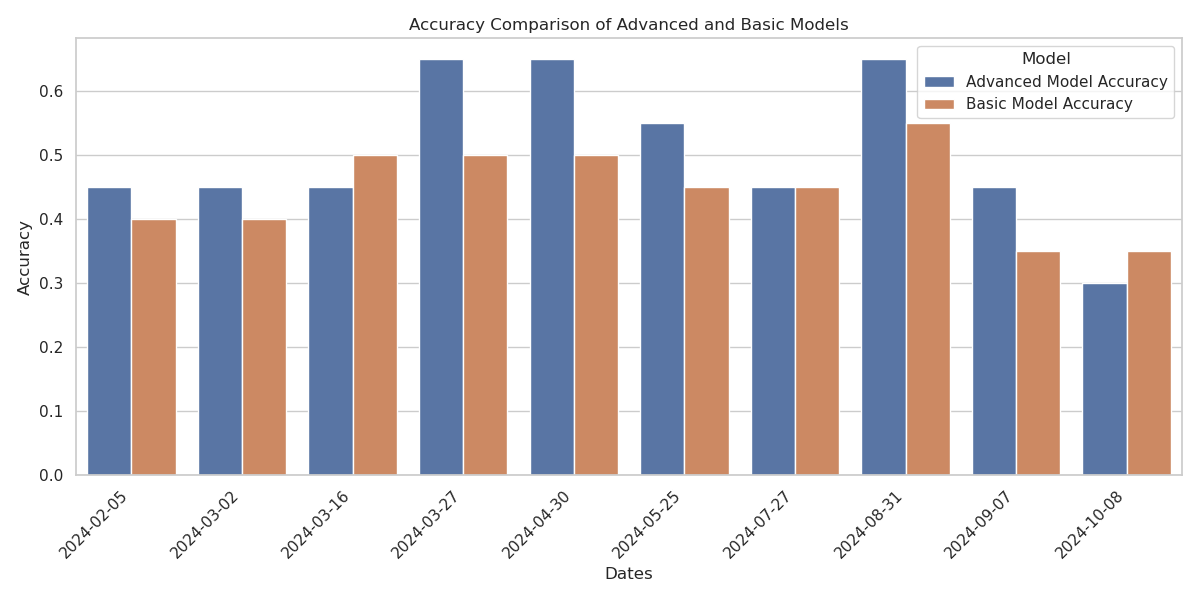 Accuracy Comparison of Advanced and Basic Models
Model
Advanced Model Accuracy
Basic Model Accuracy
Accuracy
0.6
0.5
0.4
0.3
0.2
0.1
0.0
2024-02-05
2024-03-02
2024-03-16
2024-03-27
2024-04-30
2024-05-25
2024-07-27
2024-08-31
2024-09-07
2024-10-08
Dates